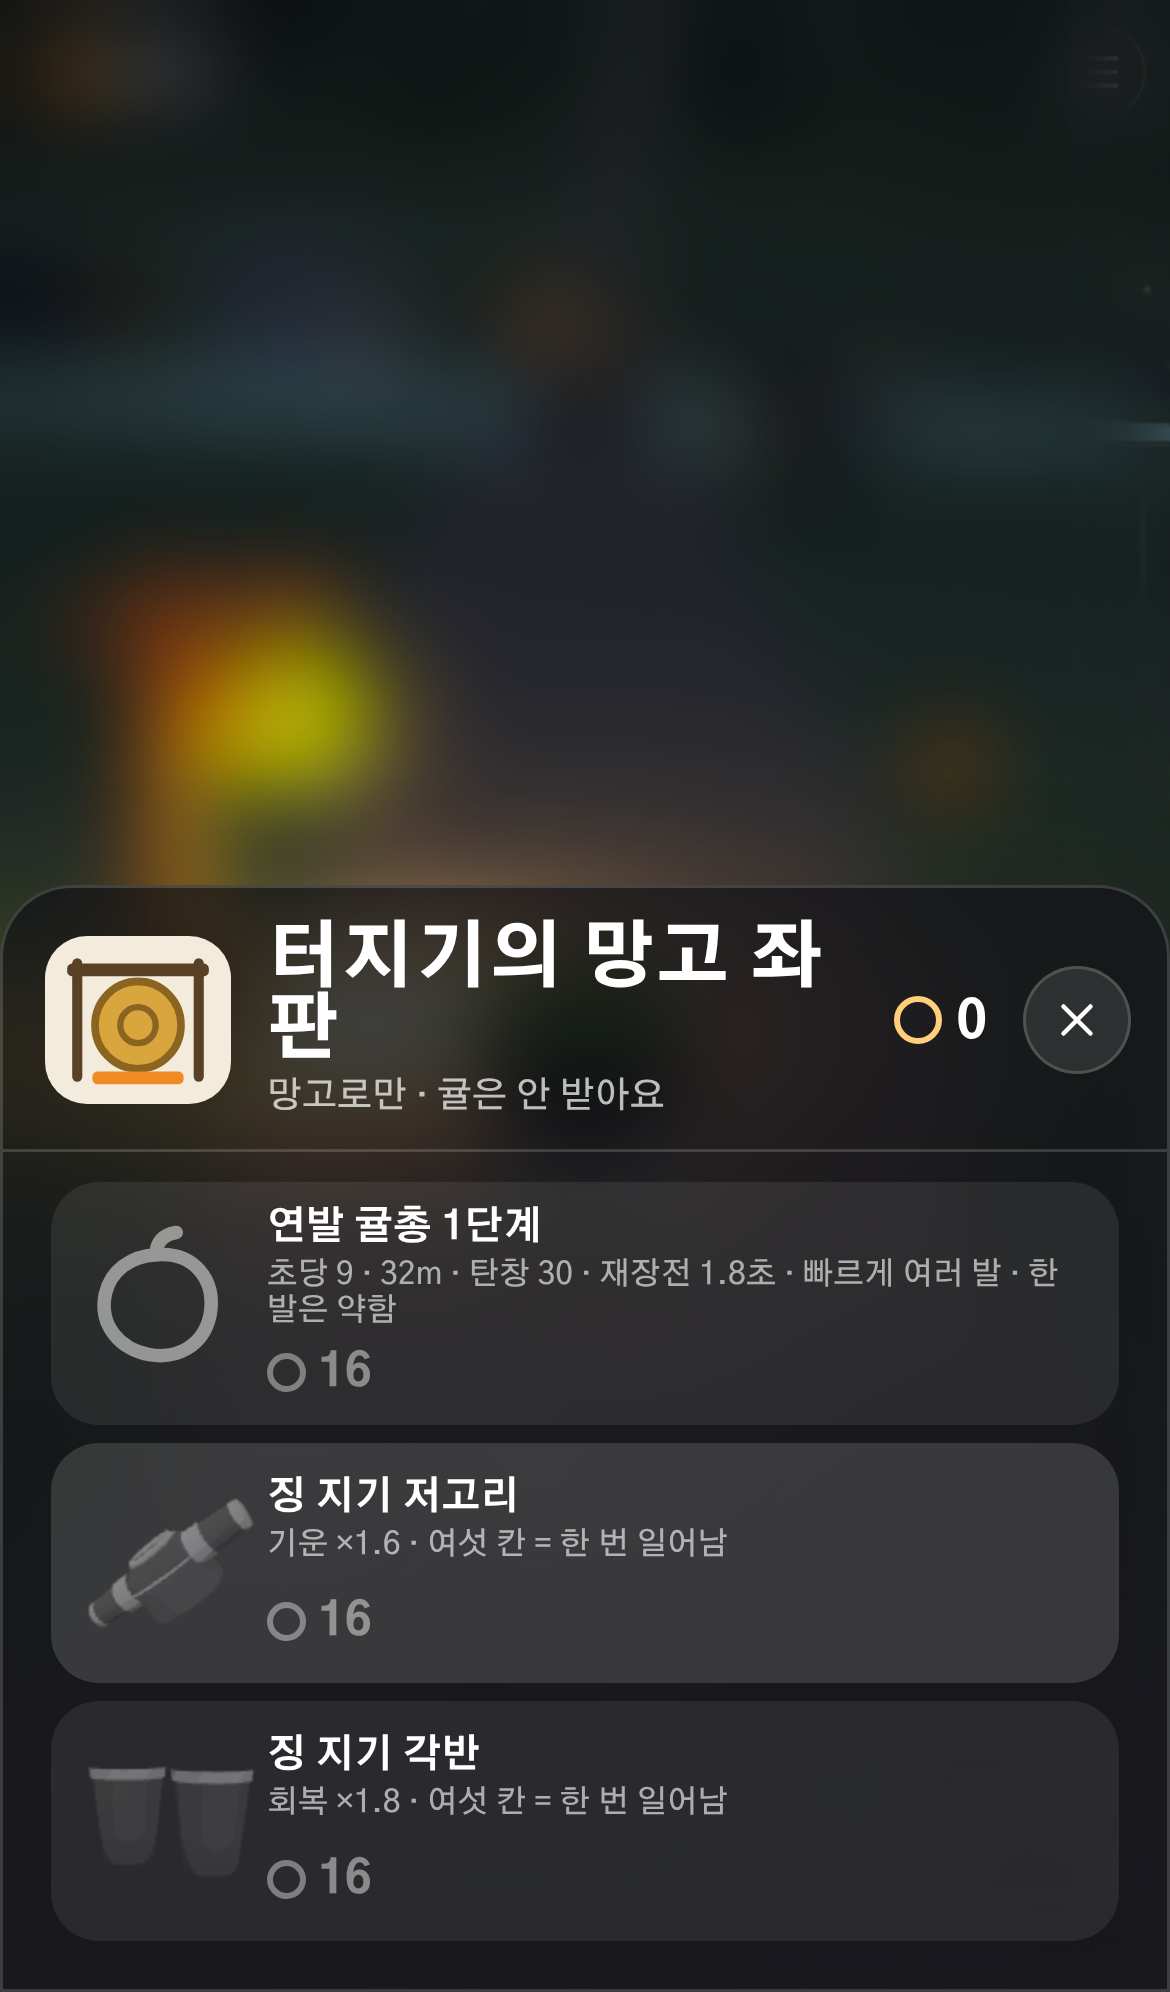 터지기의 망고 좌
판
망고로만 · 귤은 안 받아요
0
연발 귤총 1단계
초당 9 · 32m · 탄창 30 · 재장전 1.8초 · 빠르게 여러 발 · 한
발은 약함
16
징 지기 저고리
기운 ×1.6 · 여섯 칸 = 한 번 일어남
16
징 지기 각반
회복 ×1.8 · 여섯 칸 = 한 번 일어남
16